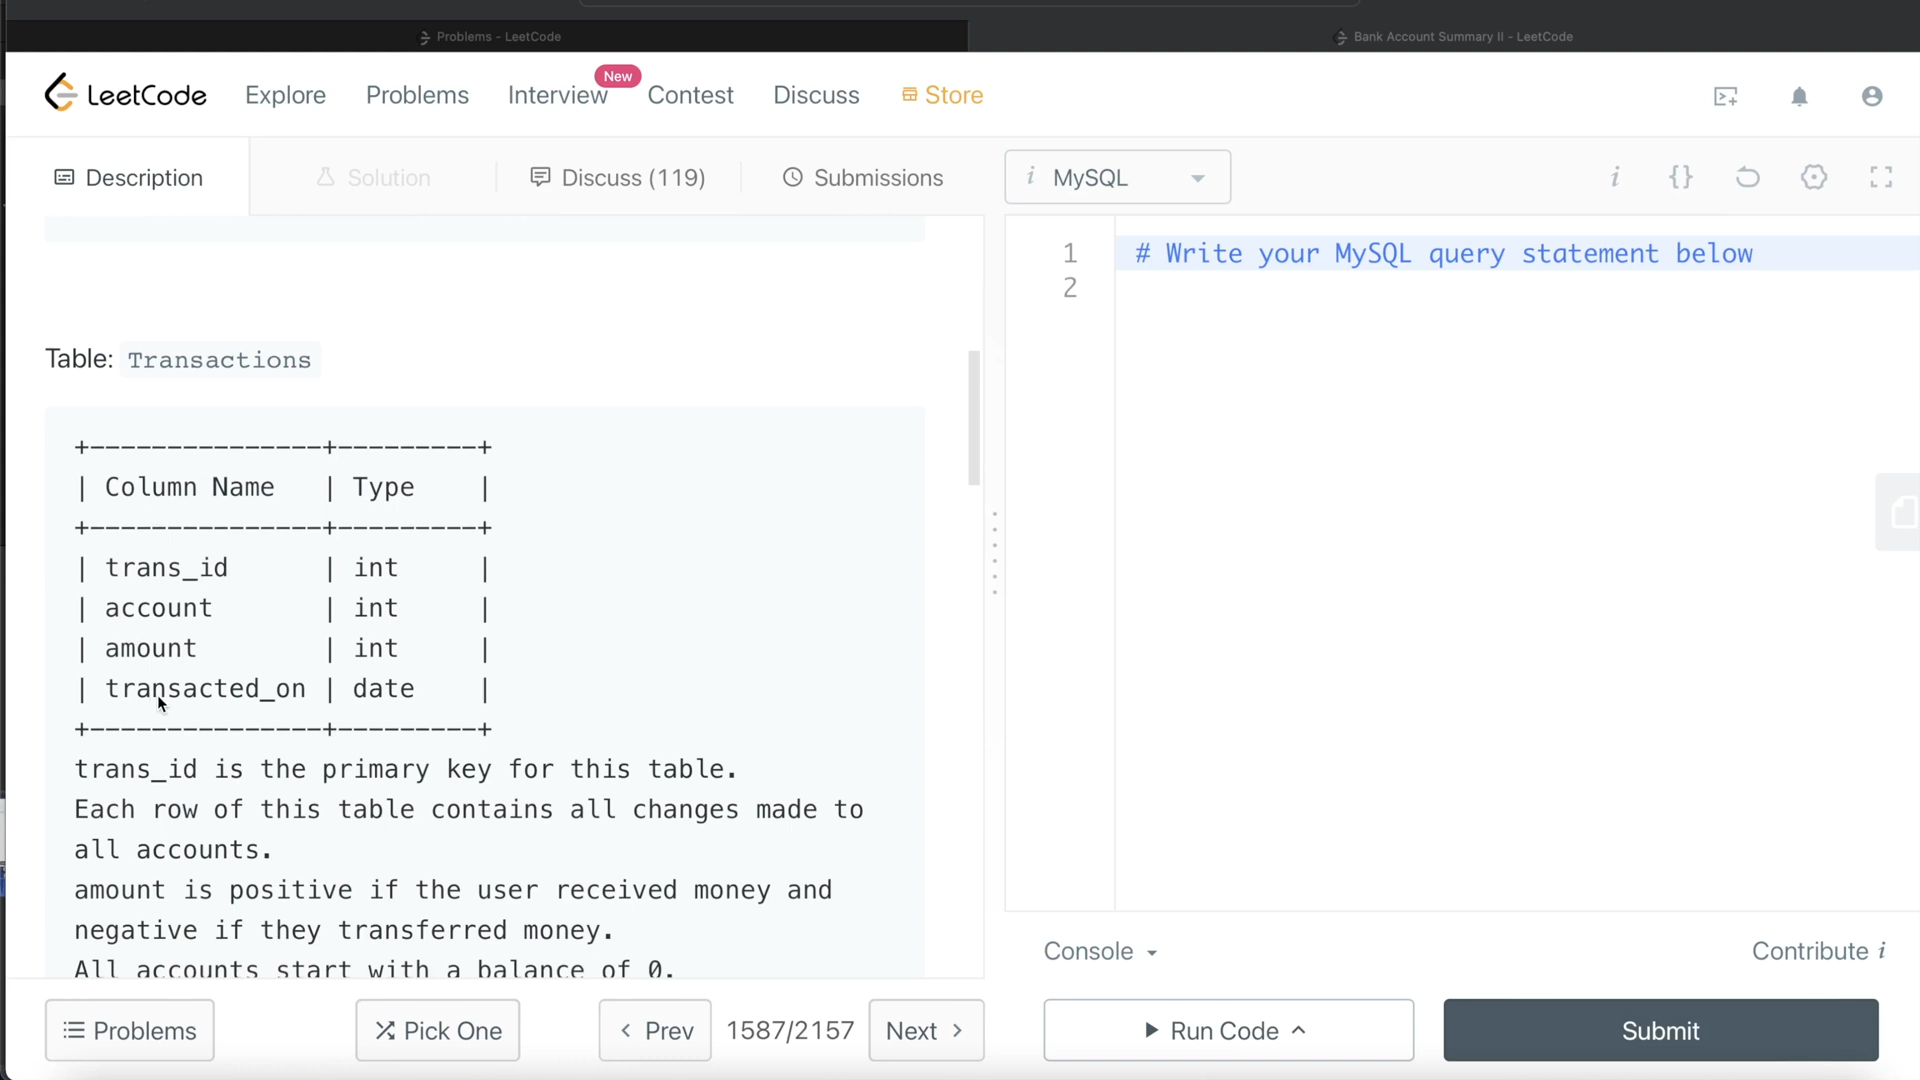 Problems - LeetCode
Bank Account Summary II - LeetCode
LeetCode
Explore
Problems
Interview
New
Contest
Discuss
Store
Description
Solution
Discuss (119)
Submissions
i MySQL
i
{}
Table: Transactions
+---------------+---------+
| Column Name   | Type    |
+---------------+---------+
| trans_id      | int     |
| account       | int     |
| amount        | int     |
| transacted_on | date    |
+---------------+---------+
trans_id is the primary key for this table.
Each row of this table contains all changes made to
all accounts.
amount is positive if the user received money and
negative if they transferred money.
All accounts start with a balance of 0.
1 # Write your MySQL query statement below
2
Console
Contribute i
Problems
Pick One
Prev
1587/2157
Next
Run Code
Submit